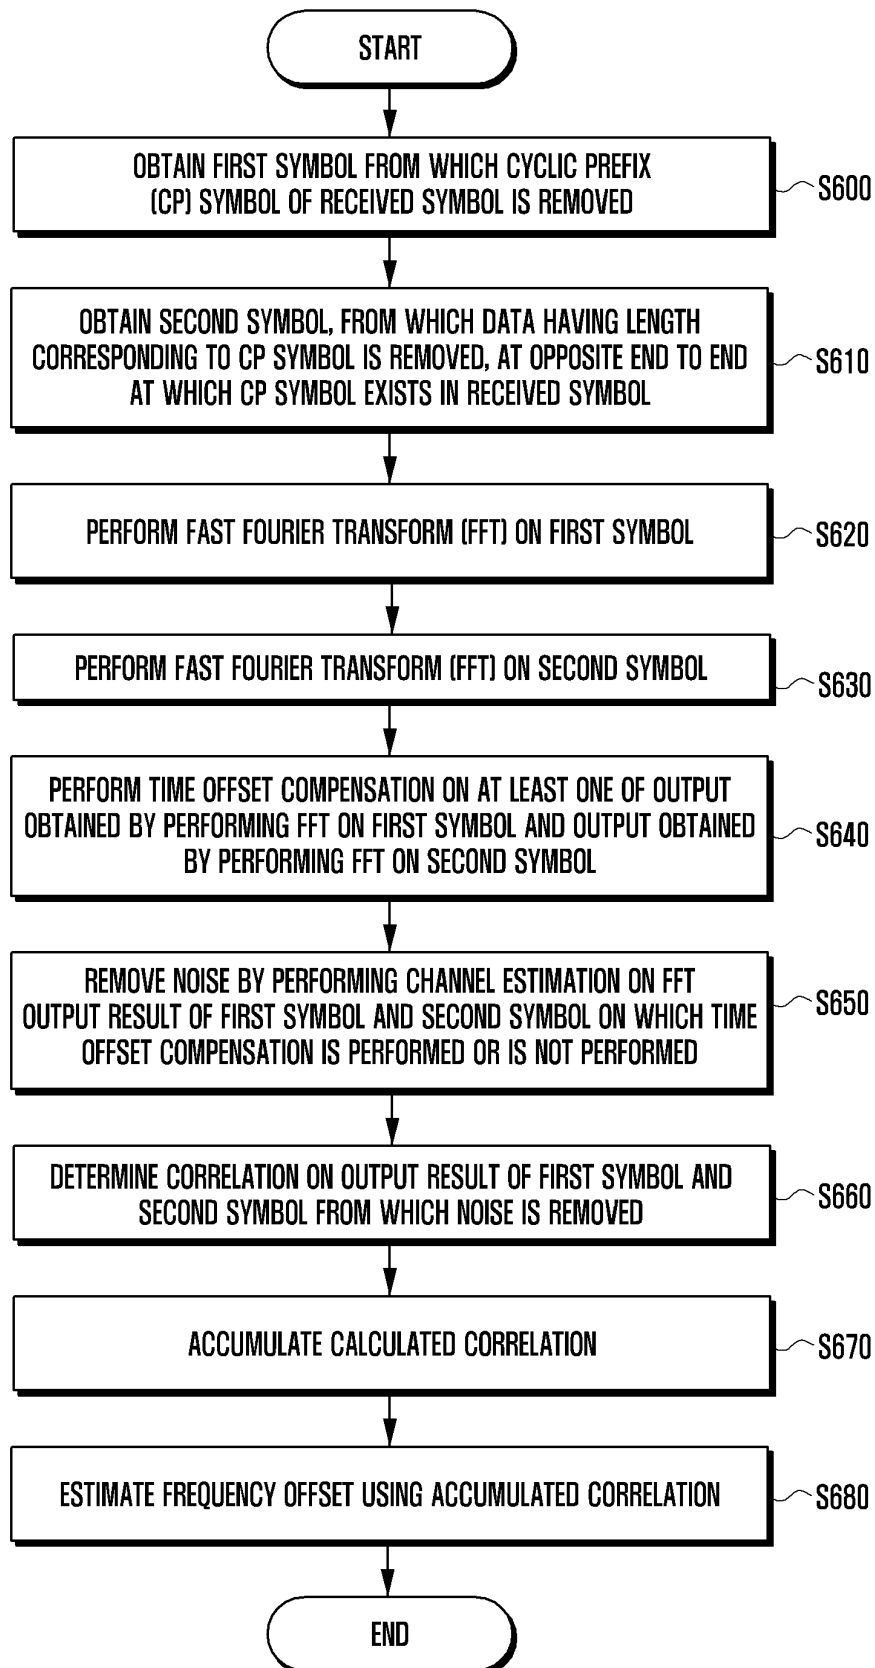 START
OBTAIN FIRST SYMBOL FROM WHICH CYCLIC PREFIX
(CP) SYMBOL OF RECEIVED SYMBOL IS REMOVED
S600
OBTAIN SECOND SYMBOL, FROM WHICH DATA HAVING LENGTH
CORRESPONDING TO CP SYMBOL IS REMOVED, AT OPPOSITE END TO END
AT WHICH CP SYMBOL EXISTS IN RECEIVED SYMBOL
S610
PERFORM FAST FOURIER TRANSFORM (FFT) ON FIRST SYMBOL
S620
PERFORM FAST FOURIER TRANSFORM (FFT) ON SECOND SYMBOL
S630
PERFORM TIME OFFSET COMPENSATION ON AT LEAST ONE OF OUTPUT
OBTAINED BY PERFORMING FFT ON FIRST SYMBOL AND OUTPUT OBTAINED
BY PERFORMING FFT ON SECOND SYMBOL
S640
REMOVE NOISE BY PERFORMING CHANNEL ESTIMATION ON FFT
OUTPUT RESULT OF FIRST SYMBOL AND SECOND SYMBOL ON WHICH TIME
OFFSET COMPENSATION IS PERFORMED OR IS NOT PERFORMED
S650
DETERMINE CORRELATION ON OUTPUT RESULT OF FIRST SYMBOL AND
SECOND SYMBOL FROM WHICH NOISE IS REMOVED
S660
ACCUMULATE CALCULATED CORRELATION
S670
ESTIMATE FREQUENCY OFFSET USING ACCUMULATED CORRELATION
S680
END